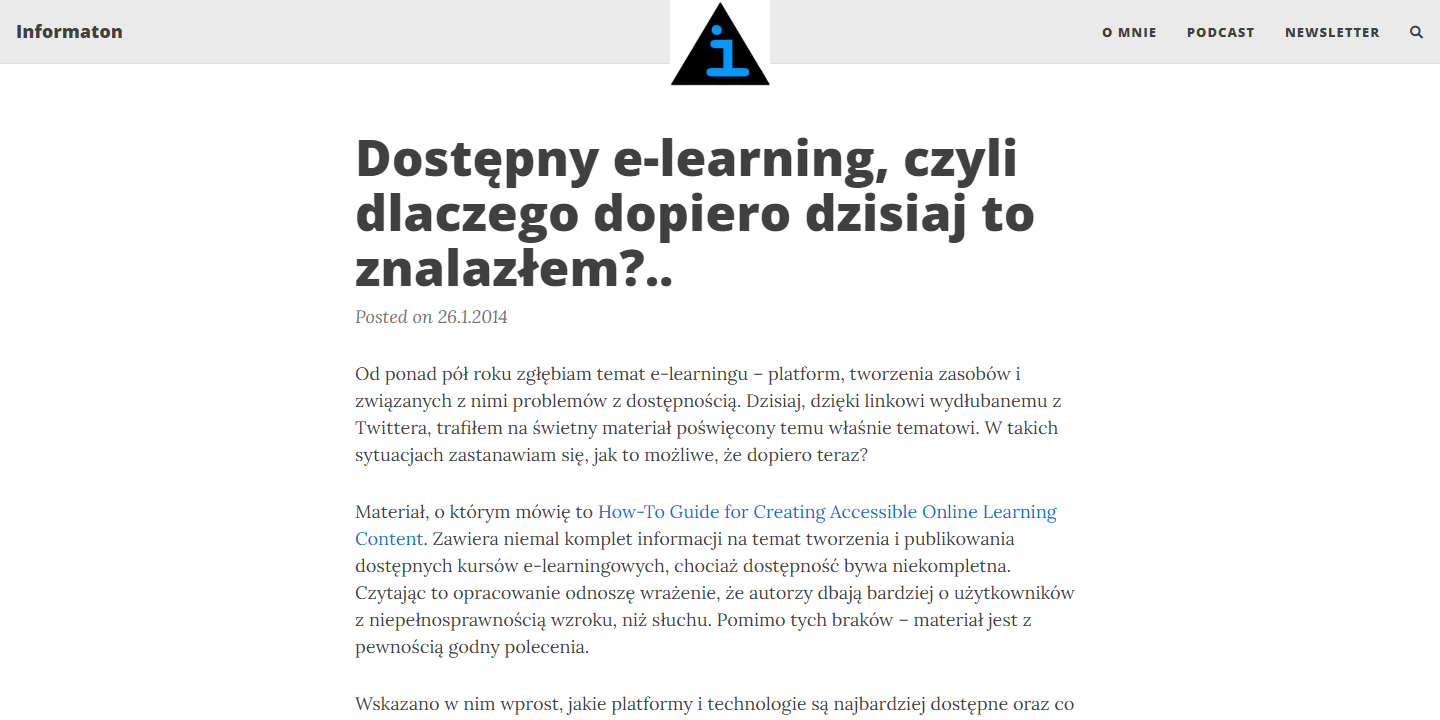 Informaton
i
O MNIE
PODCAST
NEWSLETTER
Dostępny e-learning, czyli
dlaczego dopiero dzisiaj to
znalazłem?..
Posted on 26.1.2014
Od ponad pół roku zgłębiam temat e-learningu – platform, tworzenia zasobów i
związanych z nimi problemów z dostępnością. Dzisiaj, dzięki linkowi wydłubanemu z
Twittera, trafiłem na świetny materiał poświęcony temu właśnie tematowi. W takich
sytuacjach zastanawiam się, jak to możliwe, że dopiero teraz?
Materiał, o którym mówię to How-To Guide for Creating Accessible Online Learning
Content. Zawiera niemal komplet informacji na temat tworzenia i publikowania
dostępnych kursów e-learningowych, chociaż dostępność bywa niekompletna.
Czytając to opracowanie odnoszę wrażenie, że autorzy dbają bardziej o użytkowników
z niepełnosprawnością wzroku, niż słuchu. Pomimo tych braków – materiał jest z
pewnością godny polecenia.
Wskazano w nim wprost, jakie platformy i technologie są najbardziej dostępne oraz co